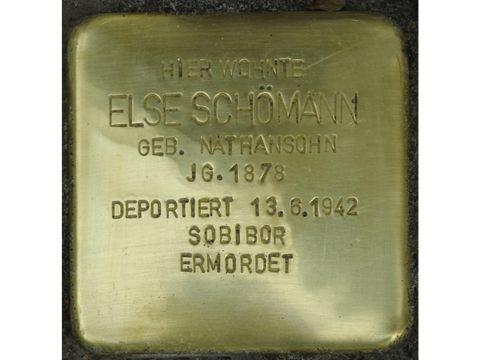 HIER WOHNTE
ELSE SCHÖMANN
GEB. NATHANSOHN
JG. 1878
DEPORTIERT 13.6.1942
SOBIBOR
ERMORDET